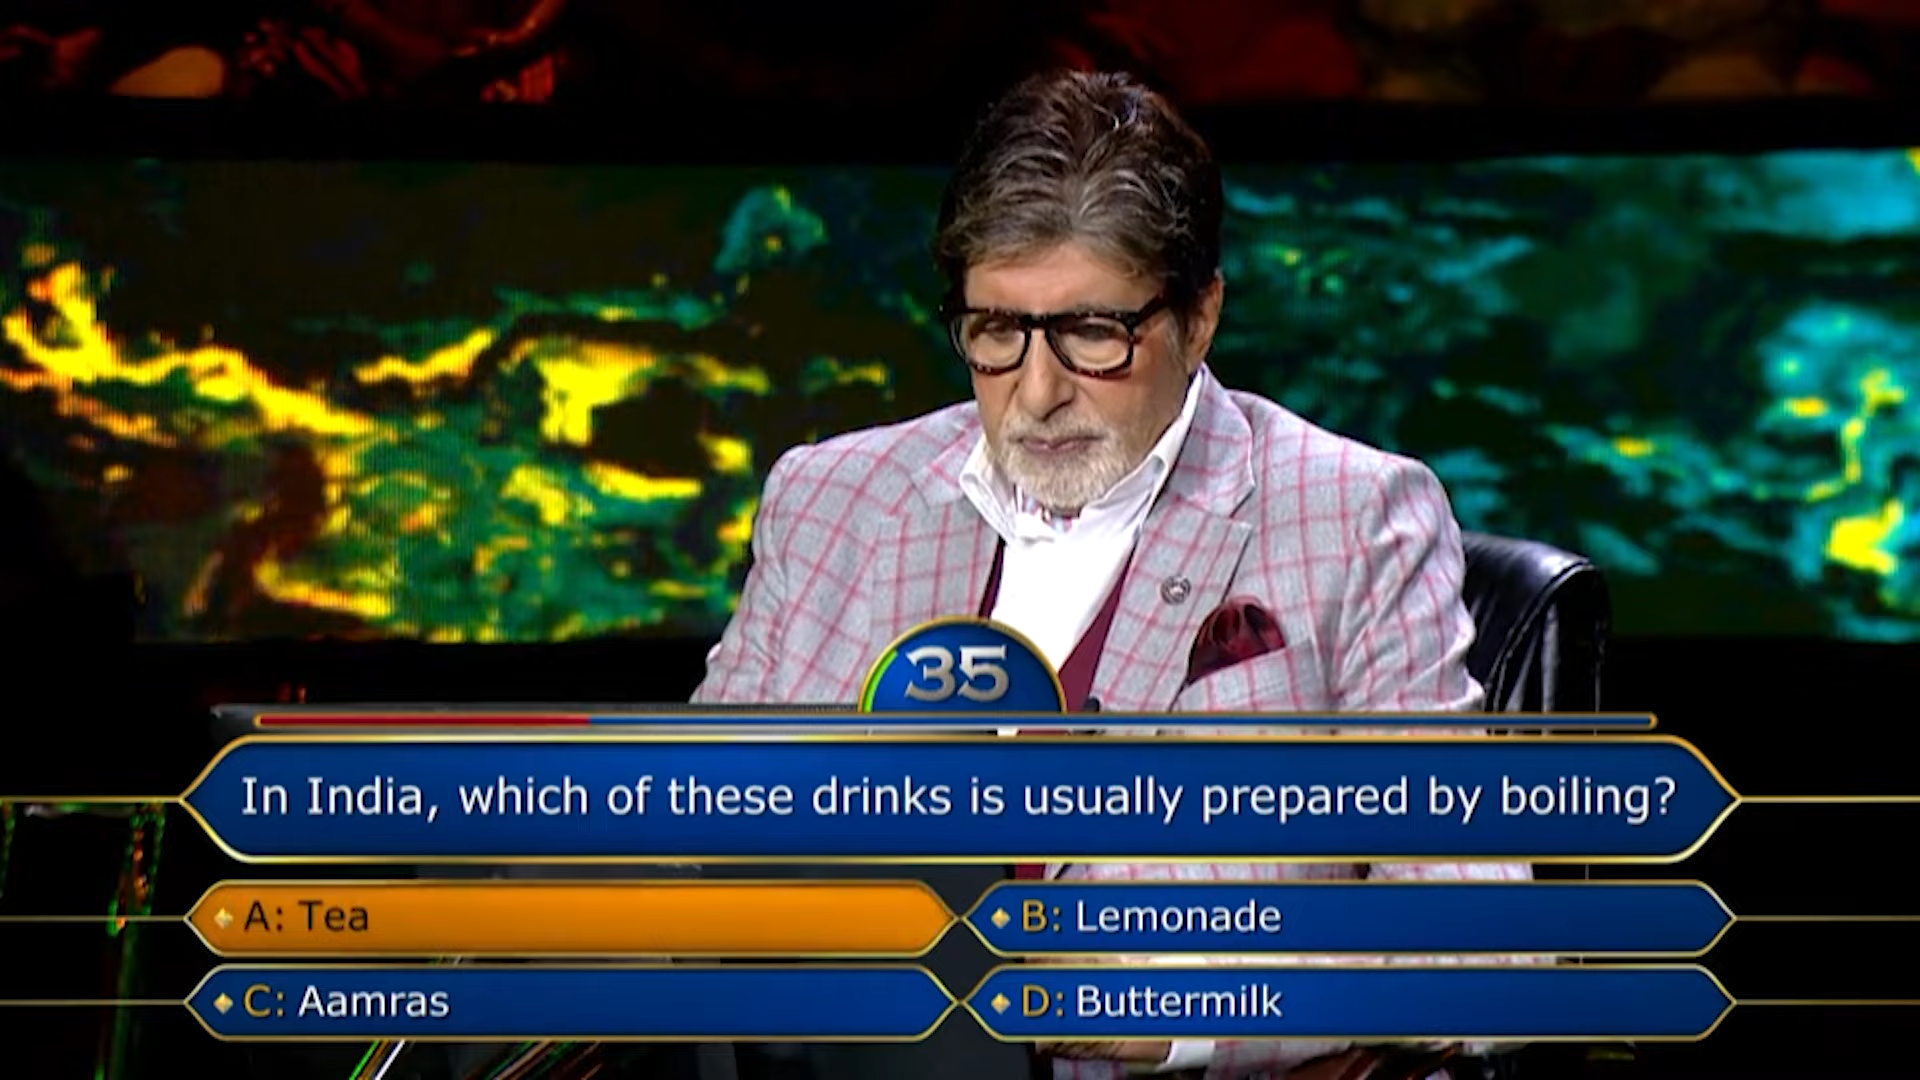 35
In India, which of these drinks is usually prepared by boiling?
A: Tea
B: Lemonade
C: Aamras
D: Buttermilk